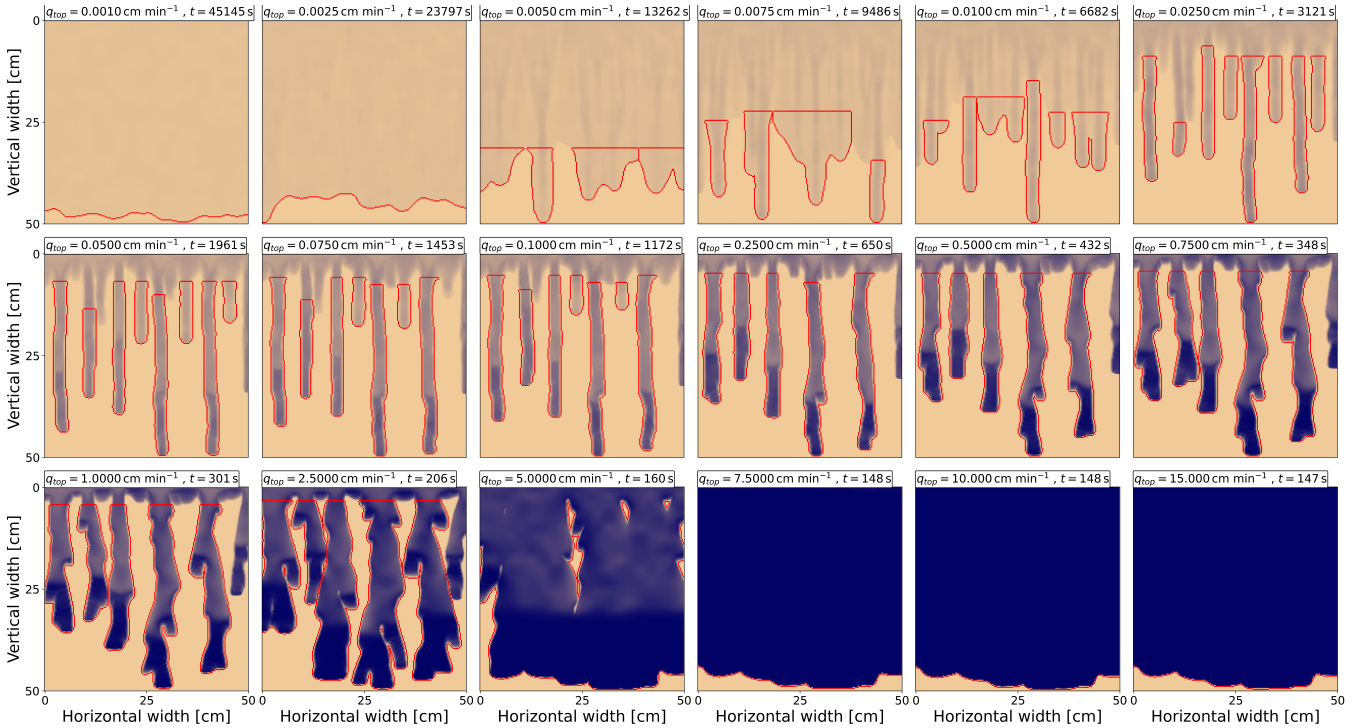 q_top = 0.0010 cm min⁻¹ , t = 45145 s
q_top = 0.0025 cm min⁻¹ , t = 23797 s
q_top = 0.0050 cm min⁻¹ , t = 13262 s
q_top = 0.0075 cm min⁻¹ , t = 9486 s
q_top = 0.0100 cm min⁻¹ , t = 6682 s
q_top = 0.0250 cm min⁻¹ , t = 3121 s
0
25
50
Vertical width [cm]
q_top = 0.0500 cm min⁻¹ , t = 1961 s
q_top = 0.0750 cm min⁻¹ , t = 1453 s
q_top = 0.1000 cm min⁻¹ , t = 1172 s
q_top = 0.2500 cm min⁻¹ , t = 650 s
q_top = 0.5000 cm min⁻¹ , t = 432 s
q_top = 0.7500 cm min⁻¹ , t = 348 s
0
25
50
Vertical width [cm]
q_top = 1.0000 cm min⁻¹ , t = 301 s
q_top = 2.5000 cm min⁻¹ , t = 206 s
q_top = 5.0000 cm min⁻¹ , t = 160 s
q_top = 7.5000 cm min⁻¹ , t = 148 s
q_top = 10.000 cm min⁻¹ , t = 148 s
q_top = 15.000 cm min⁻¹ , t = 147 s
0
25
50
Vertical width [cm]
0 25 50 0 25 50 0 25 50 0 25 50 0 25 50 0 25 50
Horizontal width [cm]
Horizontal width [cm]
Horizontal width [cm]
Horizontal width [cm]
Horizontal width [cm]
Horizontal width [cm]